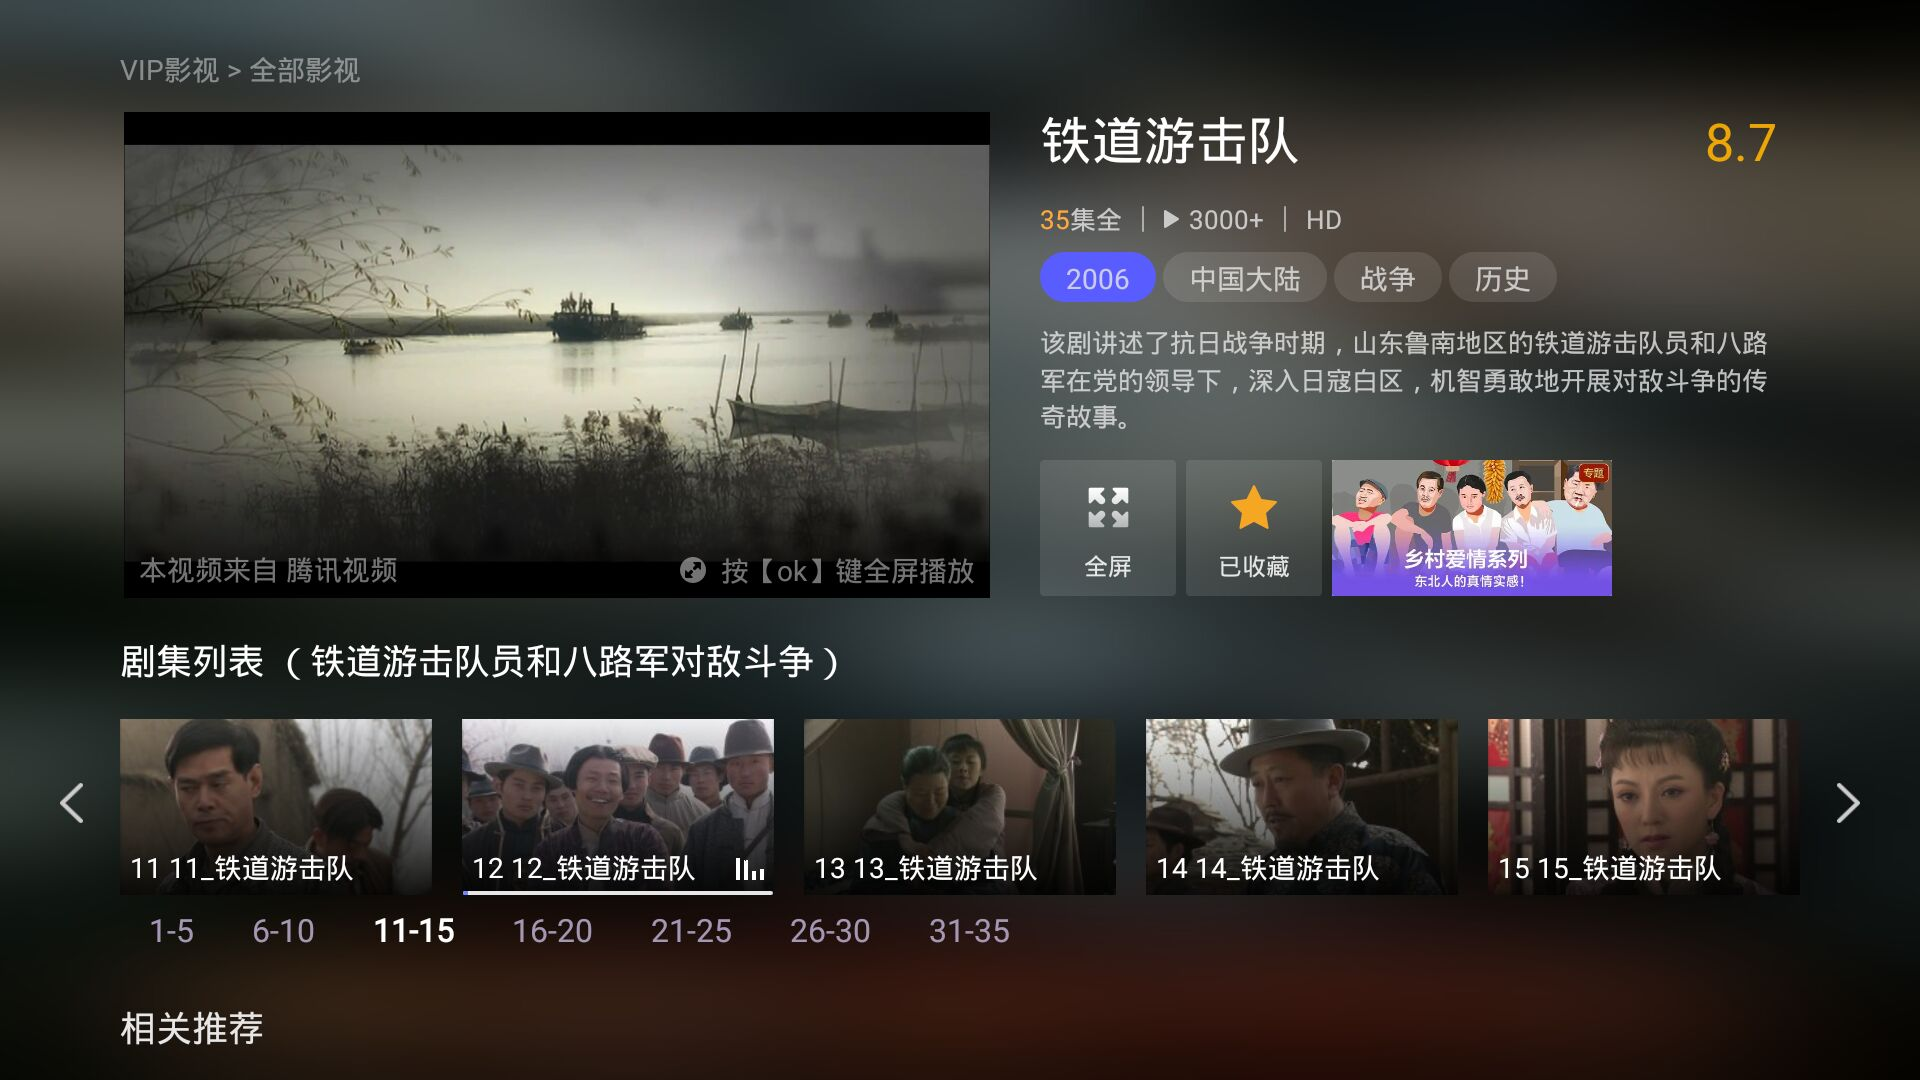 VIP影视 > 全部影视
铁道游击队
8.7
35集全 | 3000+ | HD
2006 中国大陆 战争 历史
该剧讲述了抗日战争时期，山东鲁南地区的铁道游击队员和八路
军在党的领导下，深入日寇白区，机智勇敢地开展对敌斗争的传
奇故事。
本视频来自 腾讯视频
按【ok】键全屏播放
全屏
已收藏
专题
乡村爱情系列
东北人的真情实感！
剧集列表 （铁道游击队员和八路军对敌斗争）
11 11_铁道游击队
12 12_铁道游击队
13 13_铁道游击队
14 14_铁道游击队
15 15_铁道游击队
1-5 6-10 11-15 16-20 21-25 26-30 31-35
相关推荐